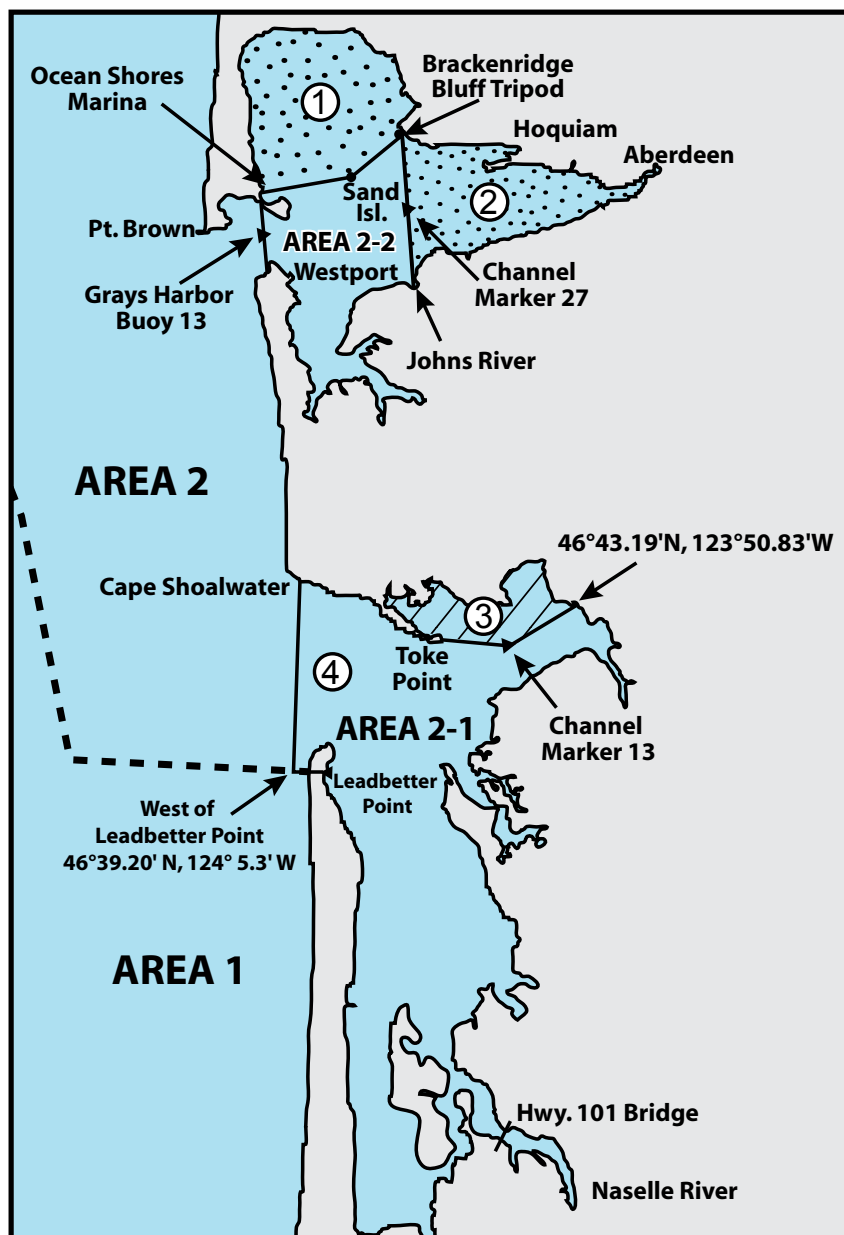 Ocean Shores
Marina
1
Brackenridge
Bluff Tripod
Hoquiam
Aberdeen
Sand
Isl.
2
Pt. Brown
AREA 2-2
Westport
Grays Harbor
Buoy 13
Channel
Marker 27
Johns River
AREA 2
46°43.19'N, 123°50.83'W
Cape Shoalwater
3
Toke
Point
4
AREA 2-1
Channel
Marker 13
Leadbetter
Point
West of
Leadbetter Point
46°39.20' N, 124° 5.3' W
AREA 1
Hwy. 101 Bridge
Naselle River